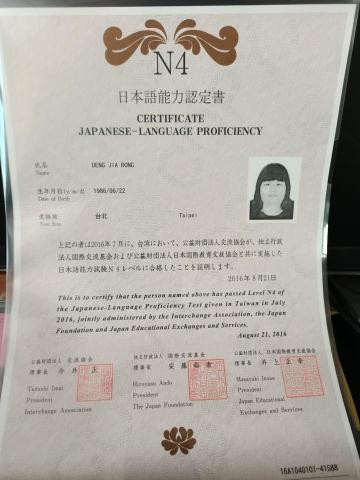 N4
日本語能力認定書
CERTIFICATE
JAPANESE-LANGUAGE PROFICIENCY
氏名 DENG JIA RONG
Name
生年月日(y/m/d) 1986/06/22
Date of Birth
受験地 台北 Taipei
Test Site
上記の者は2016年7月に、台湾において、公益財団法人交流協会が、独立行政
法人国際交流基金および公益財団法人日本国際教育支援協会と共に実施した
日本語能力試験N4レベルに合格したことを証明します。
2016年8月21日
This is to certify that the person named above has passed Level N4 of
the Japanese-Language Proficiency Test given in Taiwan in July
2016, jointly administered by the Interchange Association, the Japan
Foundation and Japan Educational Exchanges and Services.
August 21, 2016
公益財団法人 交流協会 独立行政法人 国際交流基金 公益財団法人 日本国際教育支援協会
理事長 今井 正 理事長 安藤 裕康 理事長 井上 正幸
Tadashi Imai Hiroyasu Ando Masayuki Inoue
President President President
Interchange Association The Japan Foundation Japan Educational
Exchanges and Services
16A1040101-41588